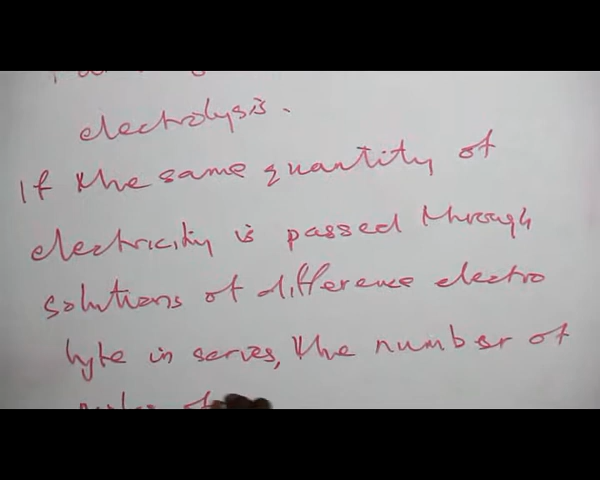 electrolysis.
If the same quantity of
electricity is passed through
solutions of difference electro
lyte in series, the number of